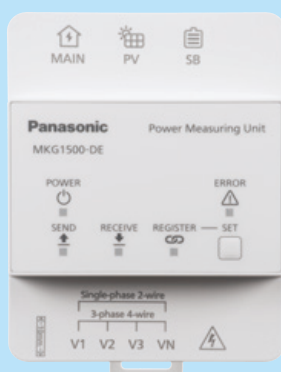 MAIN PV SB
Panasonic Power Measuring Unit
MKG1500-DE
POWER ERROR
SEND RECEIVE REGISTER SET
Single-phase 2-wire
3-phase 4-wire
V1 V2 V3 VN